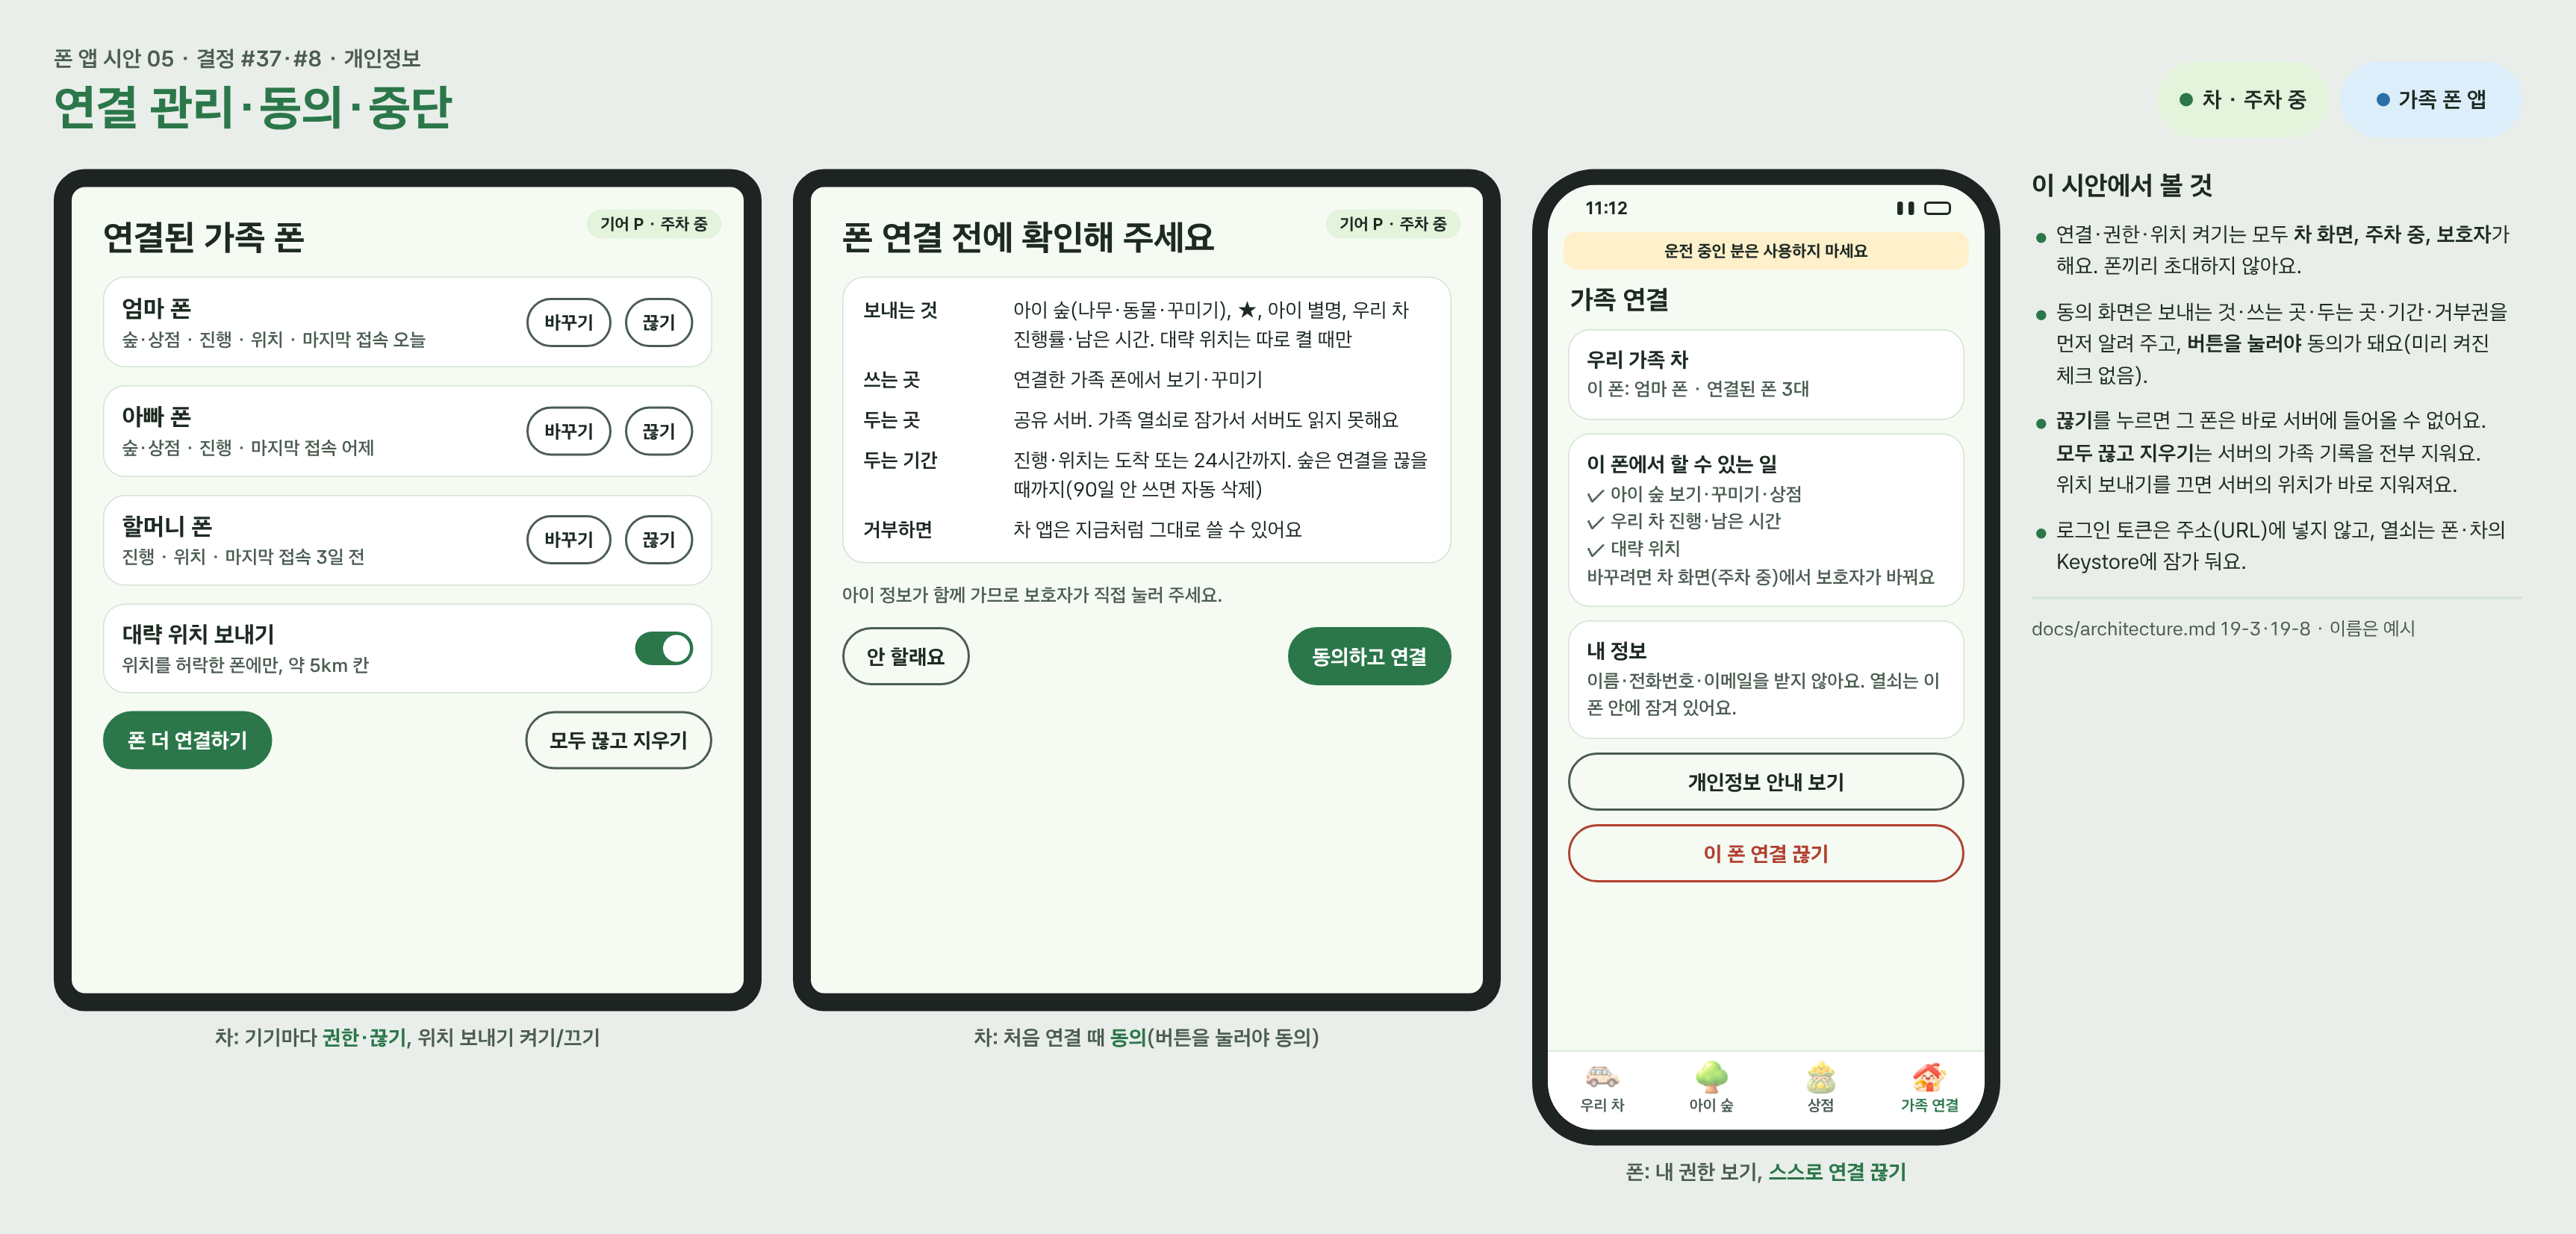 폰 앱 시안 05 · 결정 #37·#8 · 개인정보
연결 관리·동의·중단
차 · 주차 중
가족 폰 앱
연결된 가족 폰
기어 P · 주차 중
엄마 폰
숲·상점 · 진행 · 위치 · 마지막 접속 오늘
바꾸기
끊기
아빠 폰
숲·상점 · 진행 · 마지막 접속 어제
바꾸기
끊기
할머니 폰
진행 · 위치 · 마지막 접속 3일 전
바꾸기
끊기
대략 위치 보내기
위치를 허락한 폰에만, 약 5km 칸
폰 더 연결하기
모두 끊고 지우기
차: 기기마다 권한·끊기, 위치 보내기 켜기/끄기
폰 연결 전에 확인해 주세요
기어 P · 주차 중
보내는 것
아이 숲(나무·동물·꾸미기), ★, 아이 별명, 우리 차
진행률·남은 시간. 대략 위치는 따로 켤 때만
쓰는 곳
연결한 가족 폰에서 보기·꾸미기
두는 곳
공유 서버. 가족 열쇠로 잠가서 서버도 읽지 못해요
두는 기간
진행·위치는 도착 또는 24시간까지. 숲은 연결을 끊을
때까지(90일 안 쓰면 자동 삭제)
거부하면
차 앱은 지금처럼 그대로 쓸 수 있어요
아이 정보가 함께 가므로 보호자가 직접 눌러 주세요.
안 할래요
동의하고 연결
차: 처음 연결 때 동의(버튼을 눌러야 동의)
11:12
운전 중인 분은 사용하지 마세요
가족 연결
우리 가족 차
이 폰: 엄마 폰 · 연결된 폰 3대
이 폰에서 할 수 있는 일
✓ 아이 숲 보기·꾸미기·상점
✓ 우리 차 진행·남은 시간
✓ 대략 위치
바꾸려면 차 화면(주차 중)에서 보호자가 바꿔요
내 정보
이름·전화번호·이메일을 받지 않아요. 열쇠는 이
폰 안에 잠겨 있어요.
개인정보 안내 보기
이 폰 연결 끊기
우리 차
아이 숲
상점
가족 연결
폰: 내 권한 보기, 스스로 연결 끊기
이 시안에서 볼 것
연결·권한·위치 켜기는 모두 차 화면, 주차 중, 보호자가
해요. 폰끼리 초대하지 않아요.
동의 화면은 보내는 것·쓰는 곳·두는 곳·기간·거부권을
먼저 알려 주고, 버튼을 눌러야 동의가 돼요(미리 켜진
체크 없음).
끊기를 누르면 그 폰은 바로 서버에 들어올 수 없어요.
모두 끊고 지우기는 서버의 가족 기록을 전부 지워요.
위치 보내기를 끄면 서버의 위치가 바로 지워져요.
로그인 토큰은 주소(URL)에 넣지 않고, 열쇠는 폰·차의
Keystore에 잠가 둬요.
docs/architecture.md 19-3·19-8 · 이름은 예시